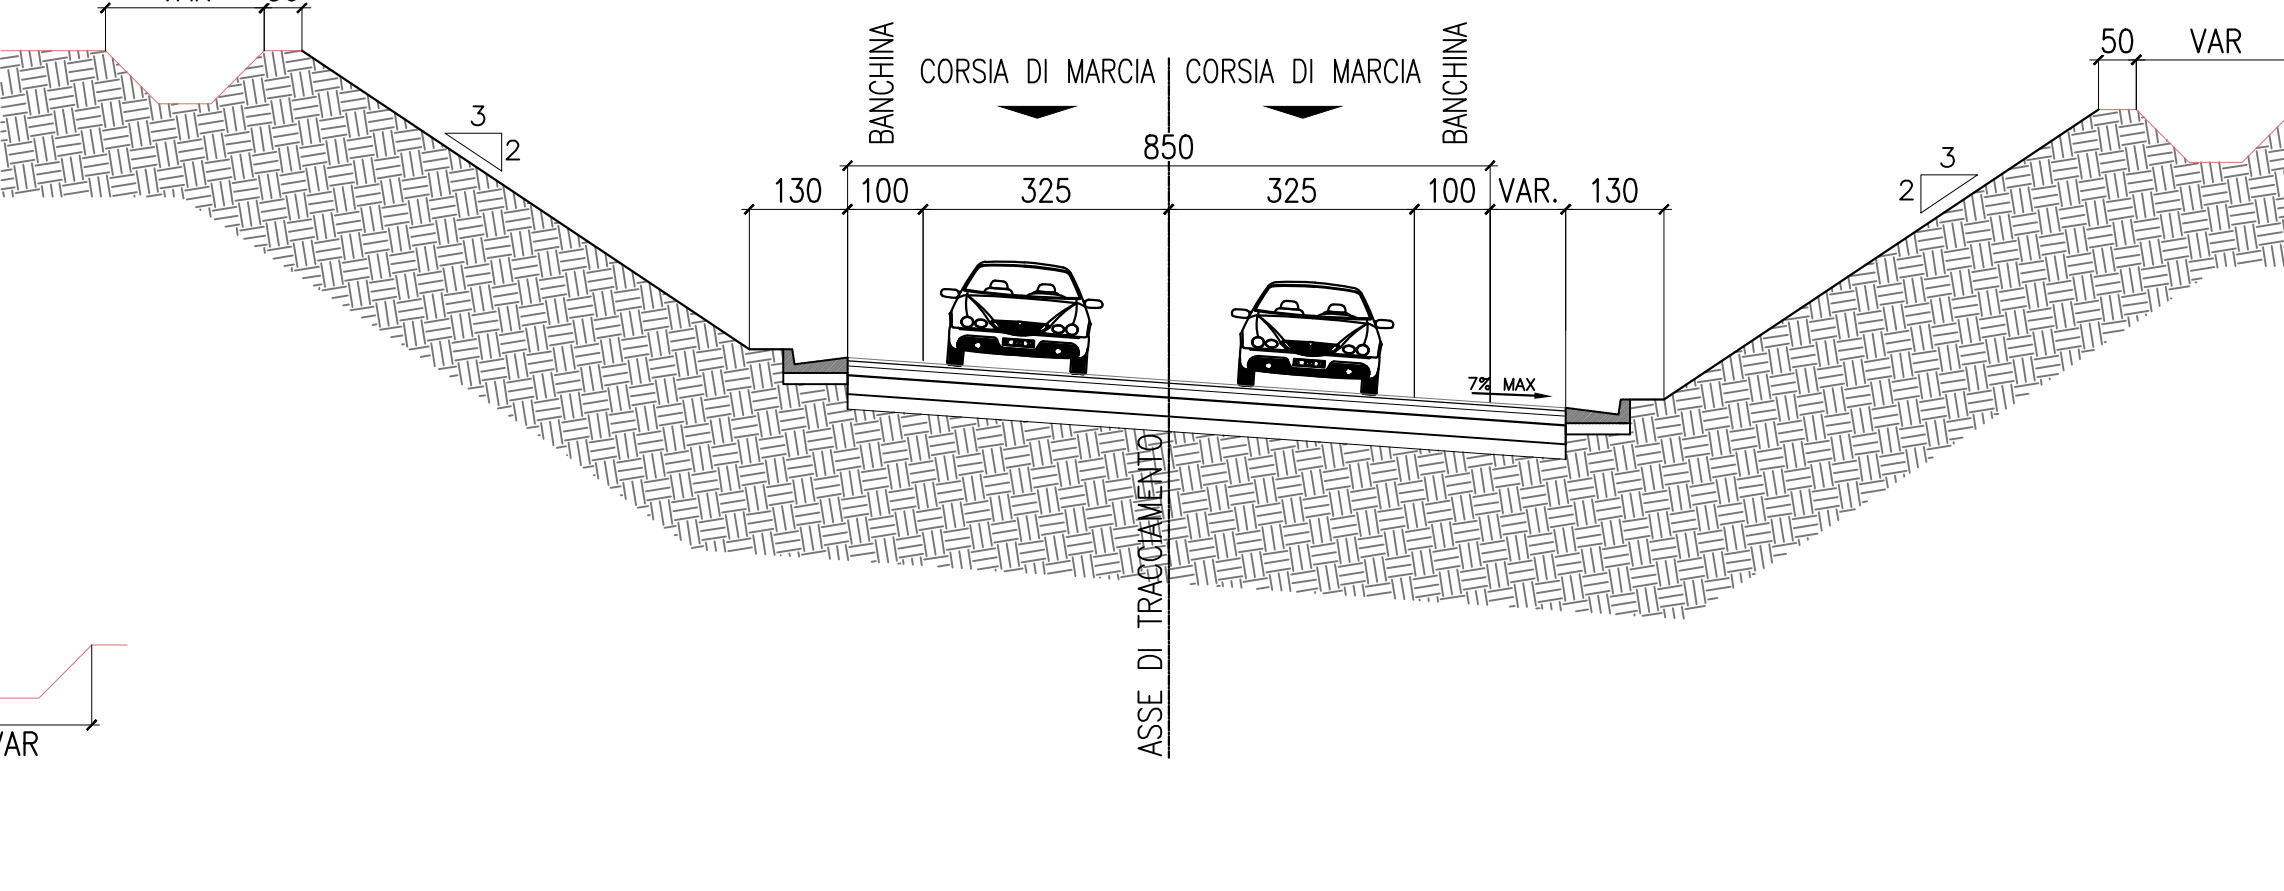 50 VAR
BANCHINA
CORSIA DI MARCIA
CORSIA DI MARCIA
BANCHINA
3
2
850
3
2
130 100 325 325 100 VAR. 130
7% MAX
ASSE DI TRACCIAMENTO
VAR